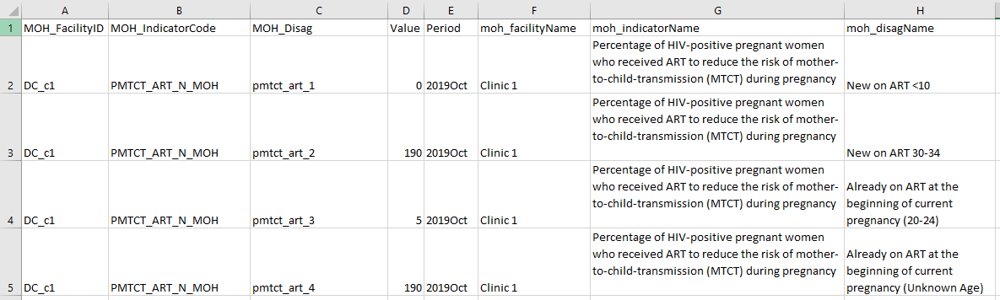 A B C D E F G H
1 MOH_FacilityID MOH_IndicatorCode MOH_Disag Value Period moh_facilityName moh_indicatorName moh_disagName
Percentage of HIV-positive pregnant women
who received ART to reduce the risk of mother-
2 DC_c1 PMTCT_ART_N_MOH pmtct_art_1 0 2019Oct Clinic 1 to-child-transmission (MTCT) during pregnancy New on ART <10
Percentage of HIV-positive pregnant women
who received ART to reduce the risk of mother-
to-child-transmission (MTCT) during pregnancy
3 DC_c1 PMTCT_ART_N_MOH pmtct_art_2 190 2019Oct Clinic 1 New on ART 30-34
Percentage of HIV-positive pregnant women
who received ART to reduce the risk of mother- Already on ART at the
to-child-transmission (MTCT) during pregnancy beginning of current
4 DC_c1 PMTCT_ART_N_MOH pmtct_art_3 5 2019Oct Clinic 1 pregnancy (20-24)
Percentage of HIV-positive pregnant women
who received ART to reduce the risk of mother- Already on ART at the
to-child-transmission (MTCT) during pregnancy beginning of current
5 DC_c1 PMTCT_ART_N_MOH pmtct_art_4 190 2019Oct Clinic 1 pregnancy (Unknown Age)